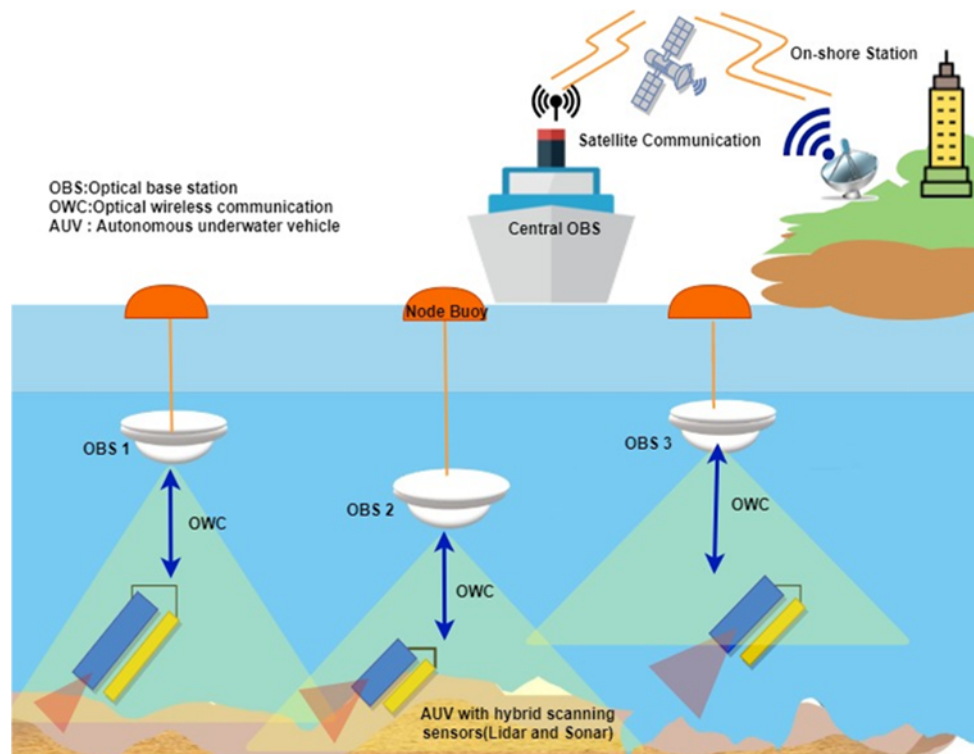 On-shore Station
Satellite Communication
OBS:Optical base station
OWC:Optical wireless communication
AUV : Autonomous underwater vehicle
Central OBS
Node Buoy
OBS 1
OBS 2
OBS 3
OWC
OWC
OWC
AUV with hybrid scanning
sensors(Lidar and Sonar)